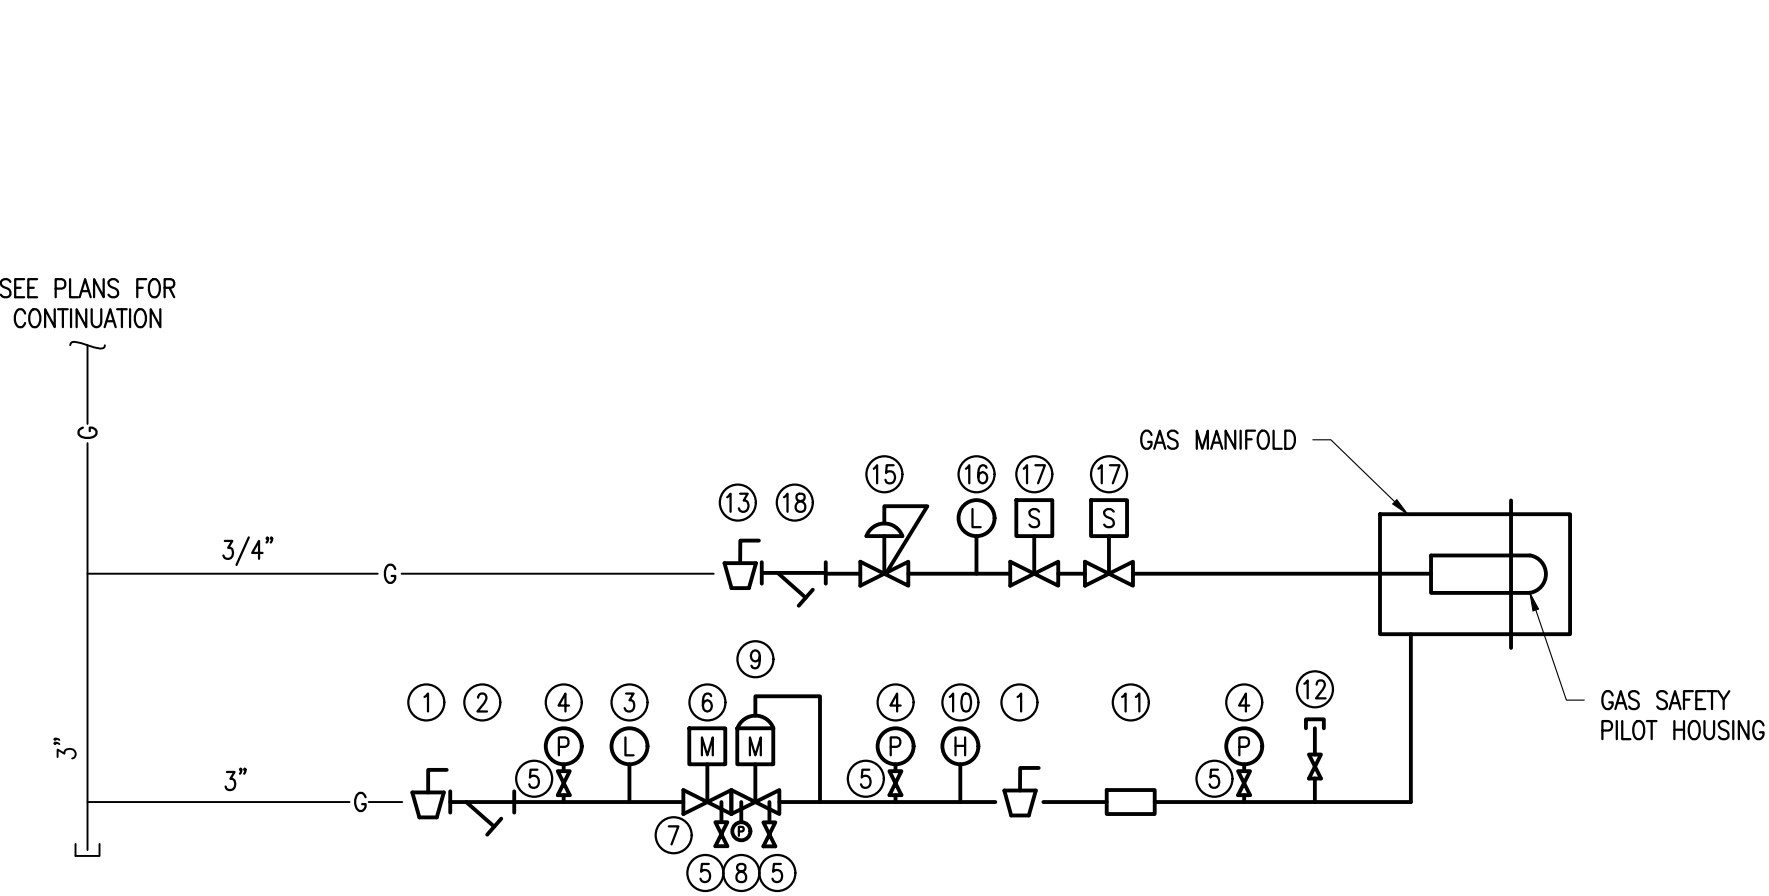 SEE PLANS FOR
CONTINUATION
G
GAS MANIFOLD
15 16 17 17
13 18
L S S
3/4"
G
9
1 2 4 3 6 4 10 1 11 4 12
GAS SAFETY
PILOT HOUSING
3"
P L M M P H P
5 5 5
3"
G
7 P
5 8 5